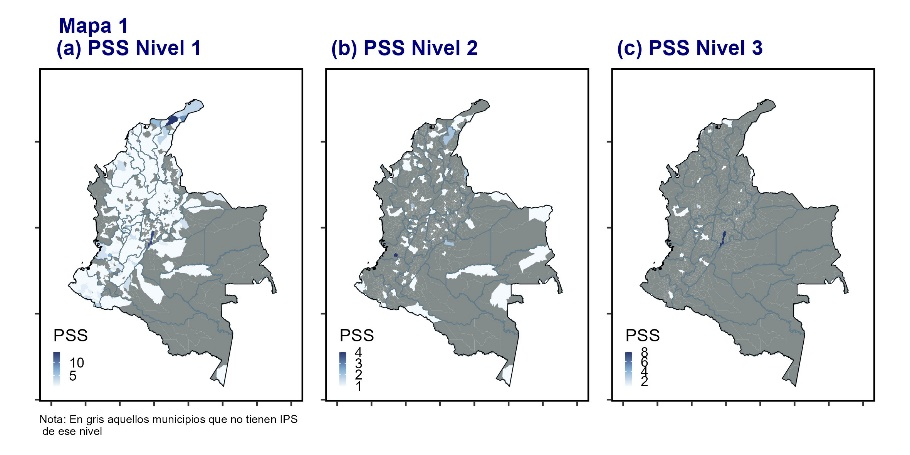 Mapa 1
(a) PSS Nivel 1
(b) PSS Nivel 2
(c) PSS Nivel 3
PSS
10
5
PSS
4
3
2
1
PSS
8
6
4
2
Nota: En gris aquellos municipios que no tienen IPS
de ese nivel